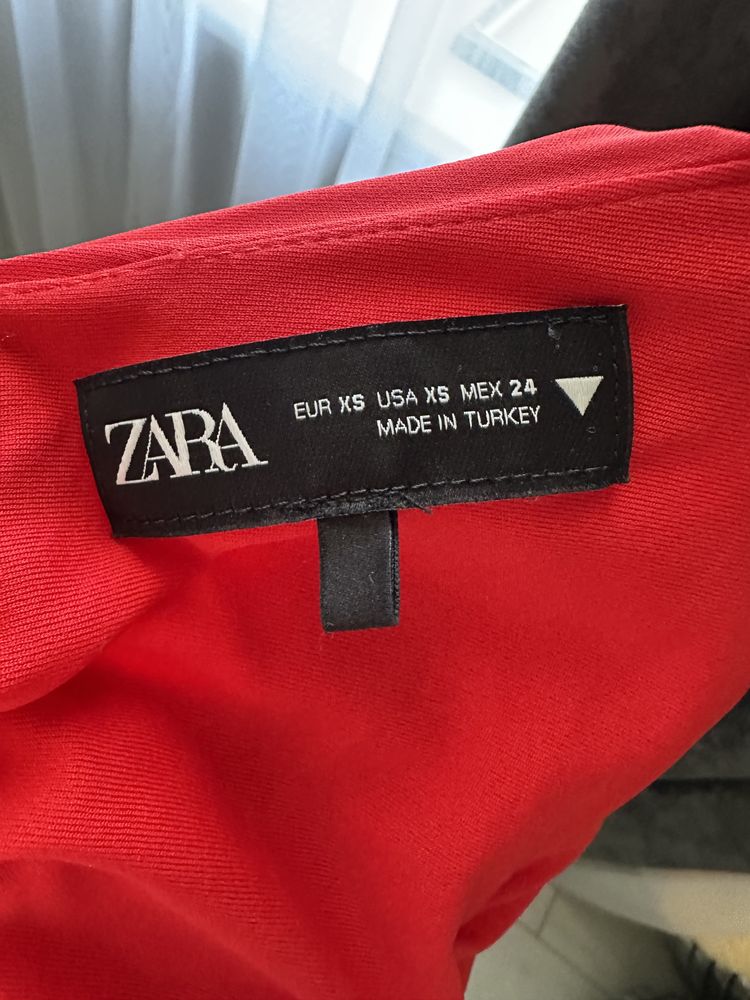 ZARA
EUR XS USA XS MEX 24
MADE IN TURKEY